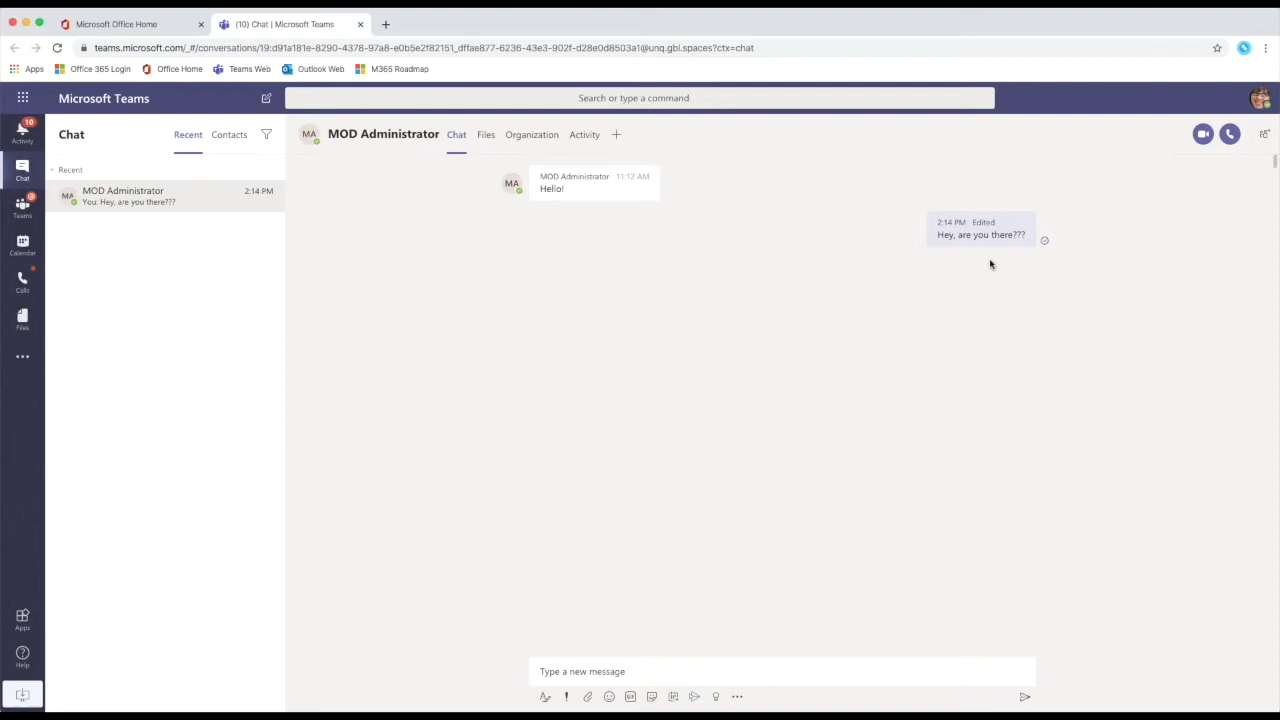 Microsoft Office Home
(10) Chat | Microsoft Teams
teams.microsoft.com/_#/conversations/19:d91a181e-8290-4378-97a8-e0b5e2f82151_dffae877-6236-43e3-902f-d28e0d8503a1@unq.gbl.spaces?ctx=chat
Apps Office 365 Login Office Home Teams Web Outlook Web M365 Roadmap
Microsoft Teams
Search or type a command
10
Activity
Chat
Teams
Calendar
Calls
Files
Apps
Help
Chat Recent Contacts
Recent
MA MOD Administrator 2:14 PM
You: Hey, are you there???
MA MOD Administrator Chat Files Organization Activity
MA MOD Administrator 11:12 AM
Hello!
2:14 PM Edited
Hey, are you there???
Type a new message
GIF